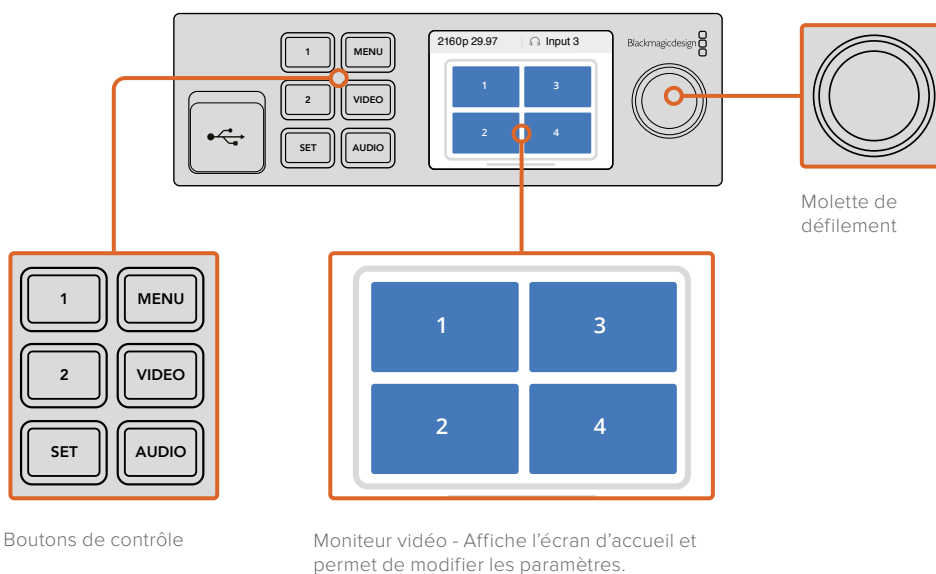 1 MENU
2 VIDEO
SET AUDIO
2160p 29.97 Input 3
1 3
2 4
Blackmagicdesign
Molette de
défilement
1 MENU
2 VIDEO
SET AUDIO
Boutons de contrôle
1 3
2 4
Moniteur vidéo - Affiche l’écran d’accueil et
permet de modifier les paramètres.